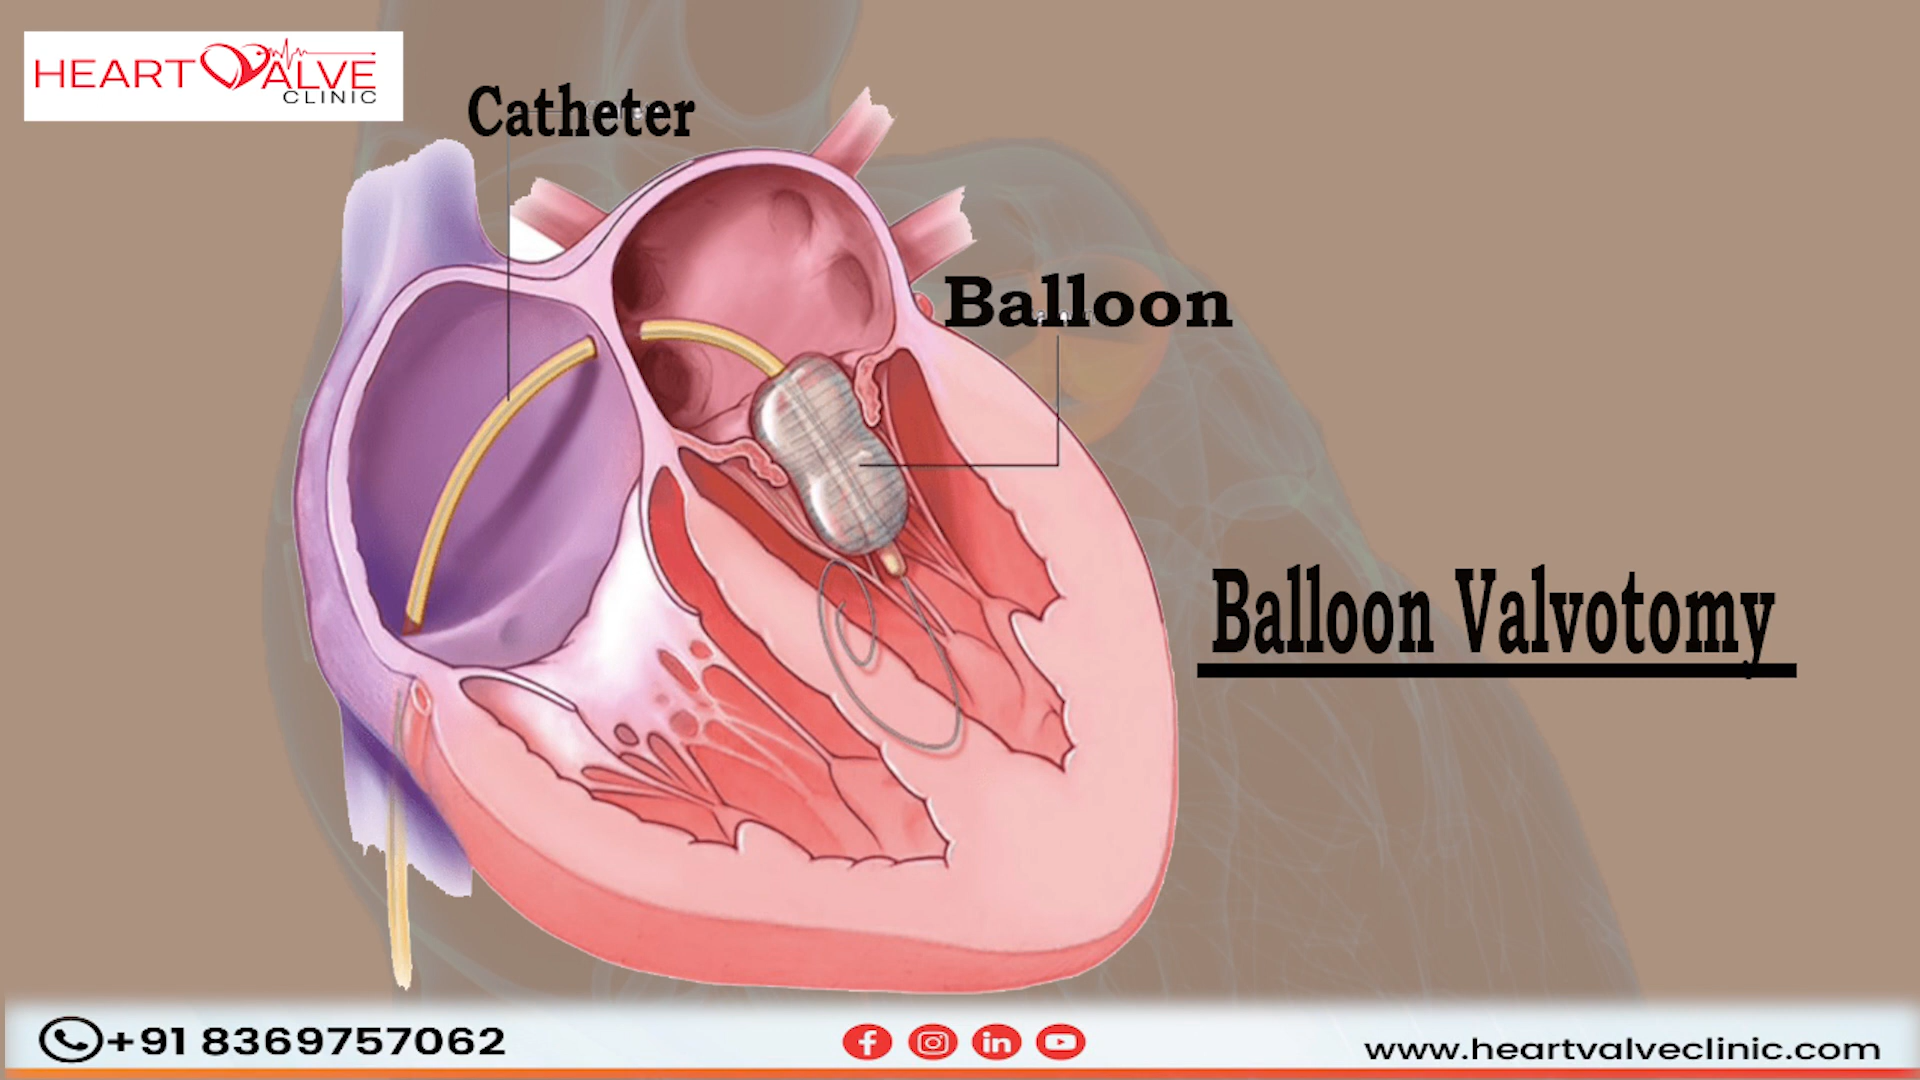 HEART VALVE
CLINIC
Catheter
Balloon
Balloon Valvotomy
+91 8369757062
www.heartvalveclinic.com